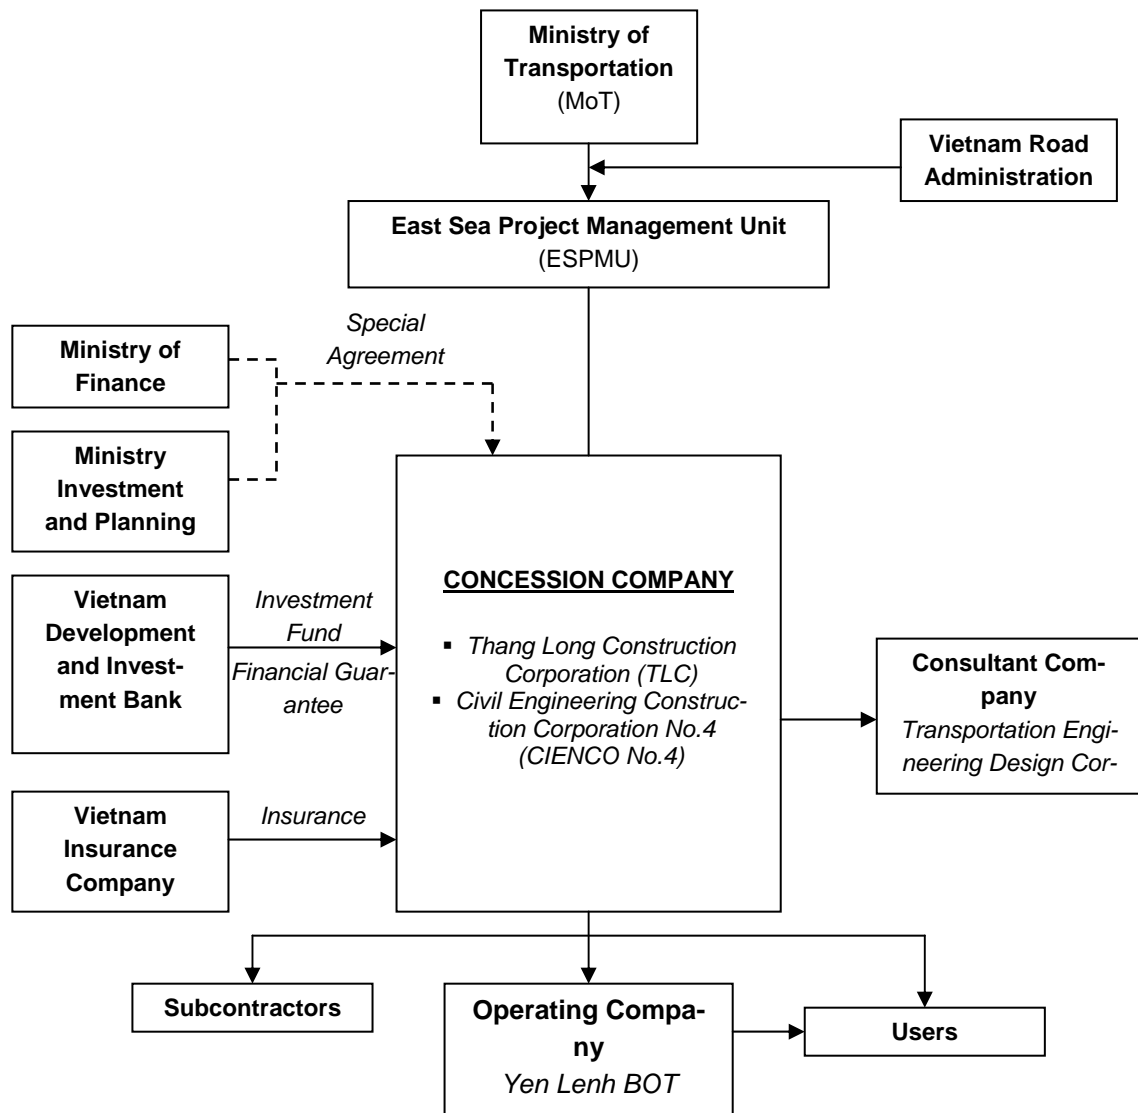 Ministry of
Transportation
(MoT)
Vietnam Road
Administration
East Sea Project Management Unit
(ESPMU)
Special
Agreement
Ministry of
Finance
Ministry
Investment
and Planning
Vietnam
Development
and Invest-
ment Bank
Investment
Fund
Financial Guar-
antee
CONCESSION COMPANY
▪ Thang Long Construction
Corporation (TLC)
▪ Civil Engineering Construc-
tion Corporation No.4
(CIENCO No.4)
Consultant Com-
pany
Transportation Engi-
neering Design Cor-
Vietnam
Insurance
Company
Insurance
Subcontractors
Operating Compa-
ny
Yen Lenh BOT
Users